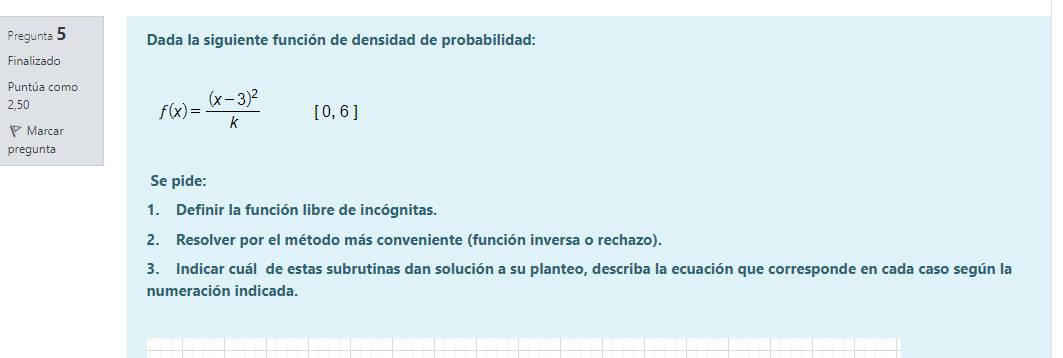 Pregunta 5
Finalizado
Puntúa como
2,50
Marcar
pregunta
Dada la siguiente función de densidad de probabilidad:
f(x) = (x – 3)² / k [ 0, 6 ]
Se pide:
1. Definir la función libre de incógnitas.
2. Resolver por el método más conveniente (función inversa o rechazo).
3. Indicar cuál de estas subrutinas dan solución a su planteo, describa la ecuación que corresponde en cada caso según la
numeración indicada.